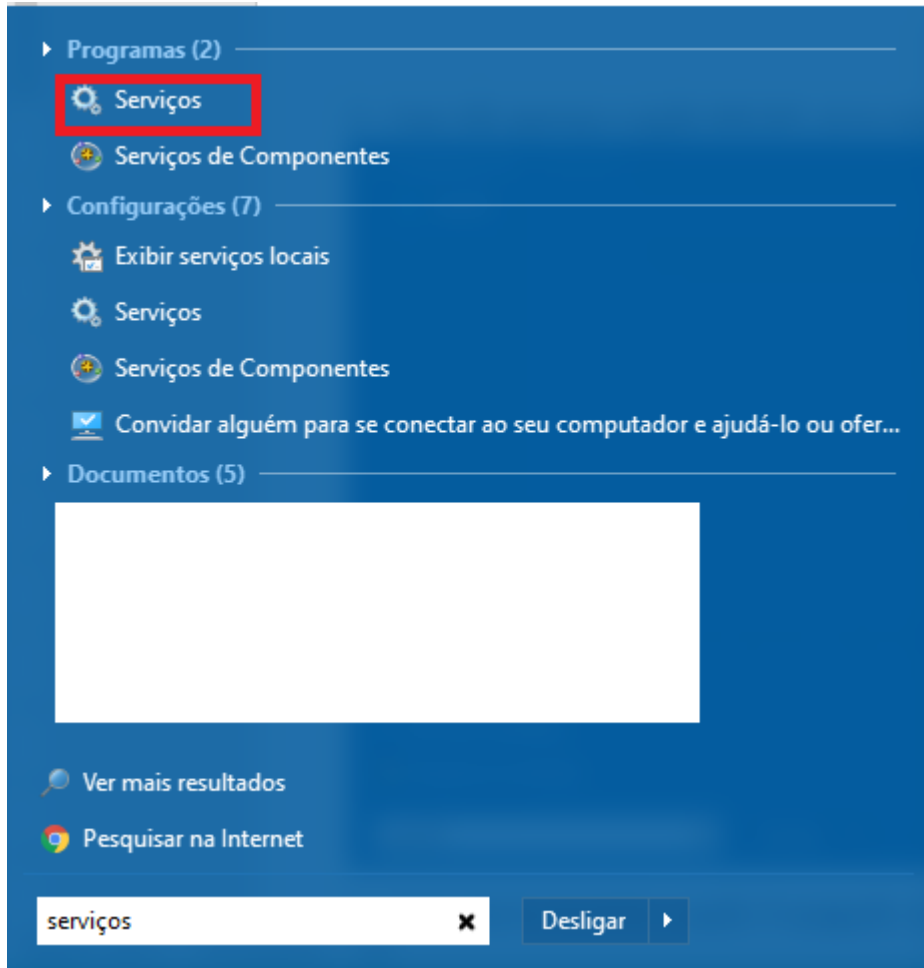 Programas (2)
Serviços
Serviços de Componentes
Configurações (7)
Exibir serviços locais
Serviços
Serviços de Componentes
Convidar alguém para se conectar ao seu computador e ajudá-lo ou ofer...
Documentos (5)
Ver mais resultados
Pesquisar na Internet
serviços
Desligar